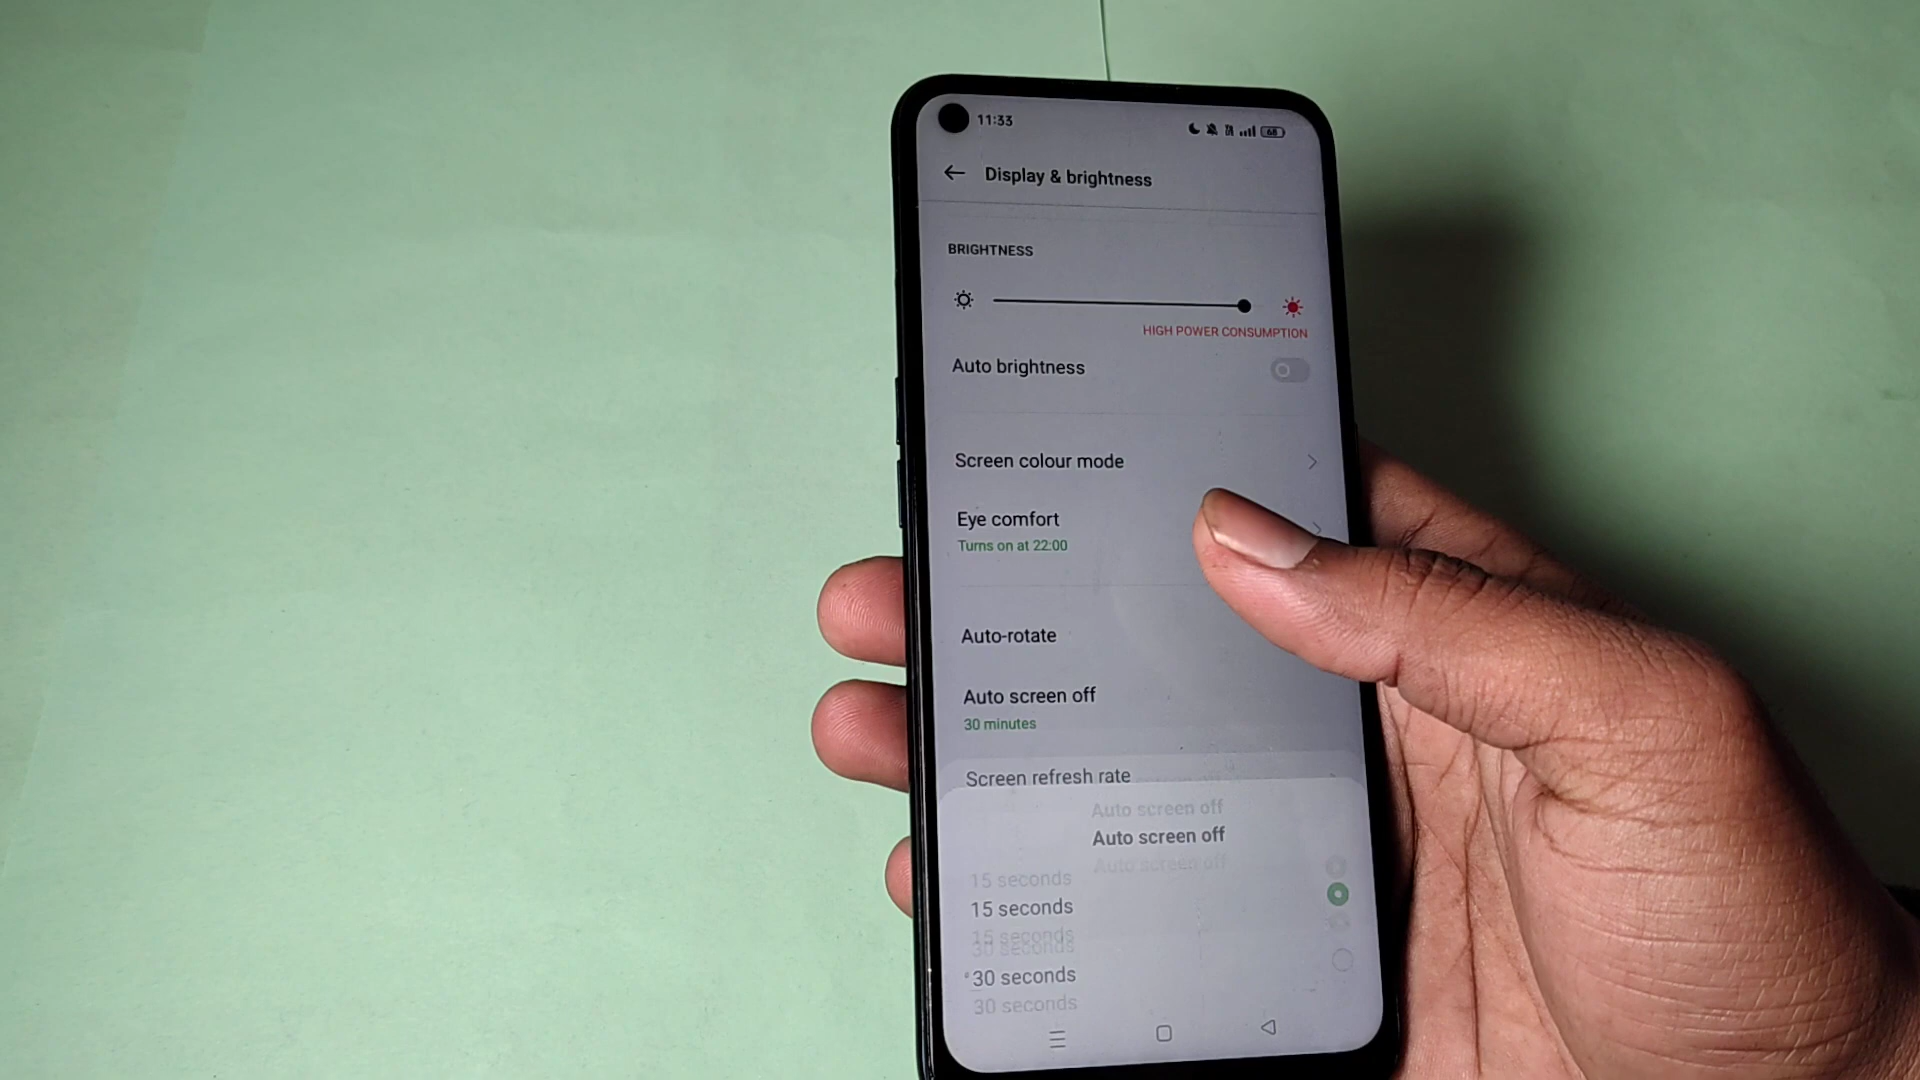 11:33
68
Display & brightness
BRIGHTNESS
HIGH POWER CONSUMPTION
Auto brightness
Screen colour mode
Eye comfort
Turns on at 22:00
Auto-rotate
Auto screen off
30 minutes
Screen refresh rate
Auto screen off
Auto screen off
Auto screen off
15 seconds
15 seconds
15 seconds
30 seconds
30 seconds
30 seconds